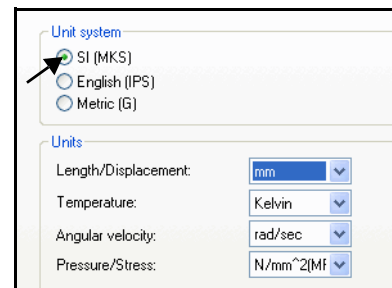 Unit system
SI (MKS)
English (IPS)
Metric (G)
Units
Length/Displacement: mm
Temperature: Kelvin
Angular velocity: rad/sec
Pressure/Stress: N/mm^2(MF